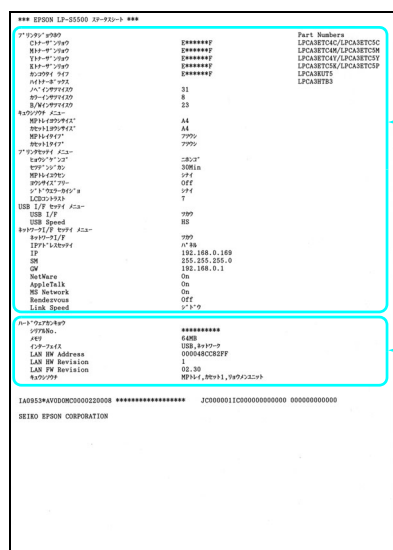 *** EPSON LP-S5500 ｽﾃｰﾀｽｼｰﾄ ***
ﾌﾟﾘﾝﾀｼﾞｮｳﾎｳ Part Numbers
Cﾄﾅｰｻﾞﾝﾘｮｳ E******F LPCA3ETC4C/LPCA3ETC5C
Mﾄﾅｰｻﾞﾝﾘｮｳ E******F LPCA3ETC4M/LPCA3ETC5M
Yﾄﾅｰｻﾞﾝﾘｮｳ E******F LPCA3ETC4Y/LPCA3ETC5Y
Kﾄﾅｰｻﾞﾝﾘｮｳ E******F LPCA3ETC5K/LPCA3ETC5P
ｶﾝｺｳﾀｲ ﾗｲﾌ E******F LPCA3KUT5
ﾊｲﾄﾅｰﾎﾞｯｸｽ LPCA3HTB3
ﾉﾍﾞｲﾝｻﾂﾏｲｽｳ 31
ｶﾗｰｲﾝｻﾂﾏｲｽｳ 8
B/Wｲﾝｻﾂﾏｲｽｳ 23
ｷｭｳｼｿｳﾁ ﾒﾆｭｰ
MPﾄﾚｲﾖｳｼｻｲｽﾞ A4
ｶｾｯﾄ1ﾖｳｼｻｲｽﾞ A4
MPﾄﾚｲﾀｲﾌﾟ ﾌﾂｳｼ
ｶｾｯﾄ1ﾀｲﾌﾟ ﾌﾂｳｼ
ﾌﾟﾘﾝﾀｾｯﾃｲ ﾒﾆｭｰ
ﾋｮｳｼﾞｹﾞﾝｺﾞ ﾆﾎﾝｺﾞ
ｾﾂﾃﾞﾝｼﾞｶﾝ 30Min
MPﾄﾚｲﾕｳｾﾝ ｼﾅｲ
ﾖｳｼｻｲｽﾞﾌﾘｰ Off
ｼﾞﾄﾞｳｴﾗｰｶｲｼﾞｮ ｼﾅｲ
LCDｺﾝﾄﾗｽﾄ 7
USB I/F ｾｯﾃｲ ﾒﾆｭｰ
USB I/F ﾂｶｳ
USB Speed HS
ﾈｯﾄﾜｰｸI/F ｾｯﾃｲ ﾒﾆｭｰ
ﾈｯﾄﾜｰｸI/F ﾂｶｳ
IPｱﾄﾞﾚｽｾｯﾃｲ ﾊﾟﾈﾙ
IP 192.168.0.169
SM 255.255.255.0
GW 192.168.0.1
NetWare On
AppleTalk On
MS Network On
Rendezvous Off
Link Speed ｼﾞﾄﾞｳ
ﾊｰﾄﾞｳｪｱｶﾝｷｮｳ
ｼﾘｱﾙNo. **********
ﾒﾓﾘ 64MB
ｲﾝﾀｰﾌｪｲｽ USB,ﾈｯﾄﾜｰｸ
LAN HW Address 000048CC82FF
LAN HW Revision 1
LAN FW Revision 02.30
ｷｭｳｼｿｳﾁ MPﾄﾚｲ,ｶｾｯﾄ1,ﾘｮｳﾒﾝﾕﾆｯﾄ
IA0953*AVODOMC0000220008 ****************** JC000001IC000000000000 000000000000
SEIKO EPSON CORPORATION